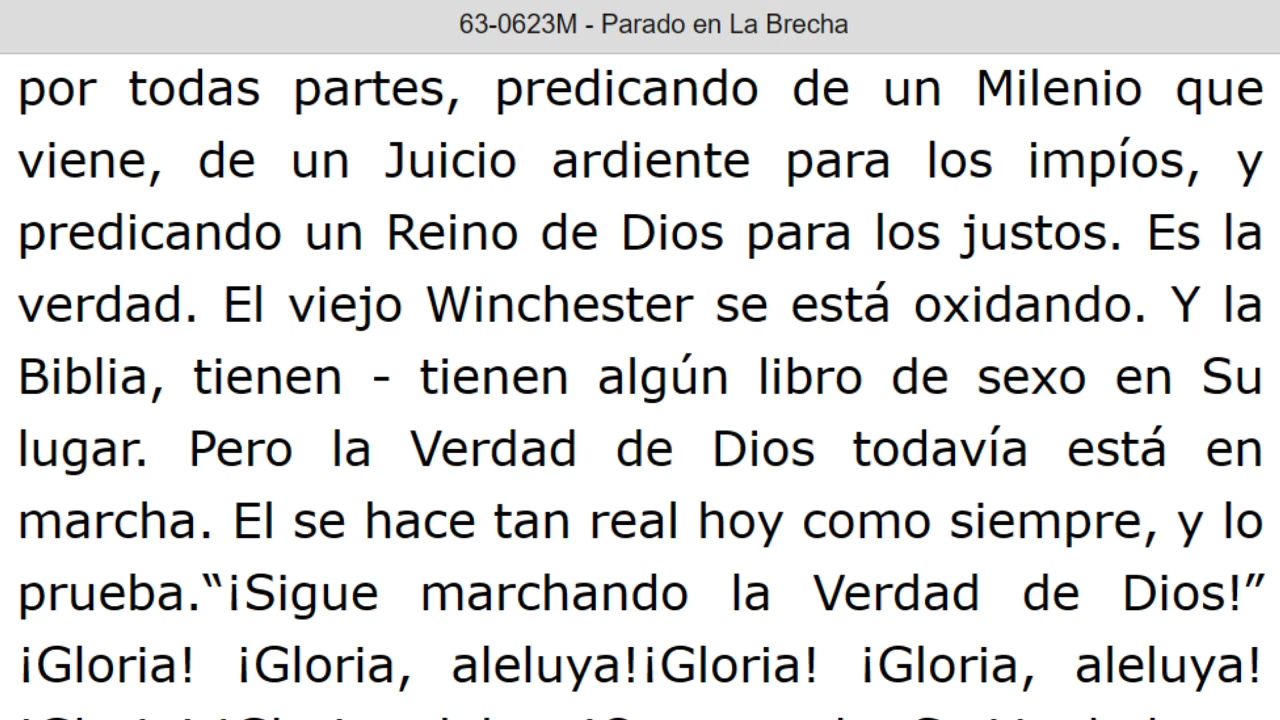 63-0623M - Parado en La Brecha
por todas partes, predicando de un Milenio que
viene, de un Juicio ardiente para los impíos, y
predicando un Reino de Dios para los justos. Es la
verdad. El viejo Winchester se está oxidando. Y la
Biblia, tienen - tienen algún libro de sexo en Su
lugar. Pero la Verdad de Dios todavía está en
marcha. El se hace tan real hoy como siempre, y lo
prueba.“¡Sigue marchando la Verdad de Dios!”
¡Gloria! ¡Gloria, aleluya!¡Gloria! ¡Gloria, aleluya!